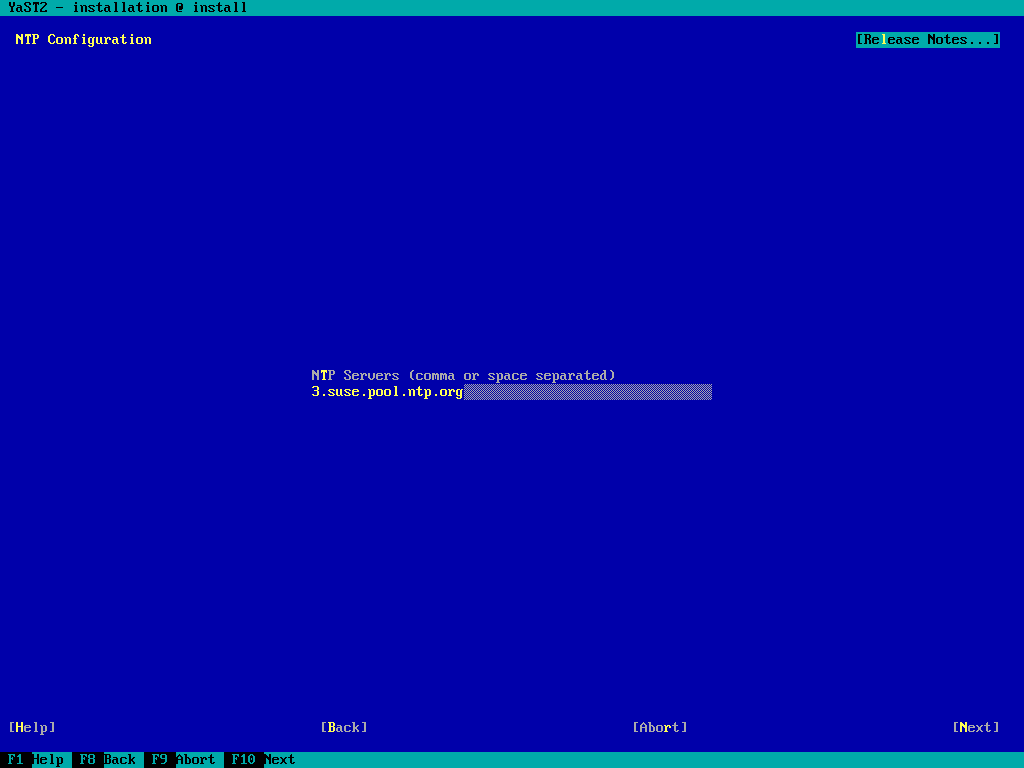 YaST2 - installation @ install
NTP Configuration [Release Notes...]
NTP Servers (comma or space separated)
3.suse.pool.ntp.org
[Help] [Back] [Abort] [Next]
F1 Help F8 Back F9 Abort F10 Next